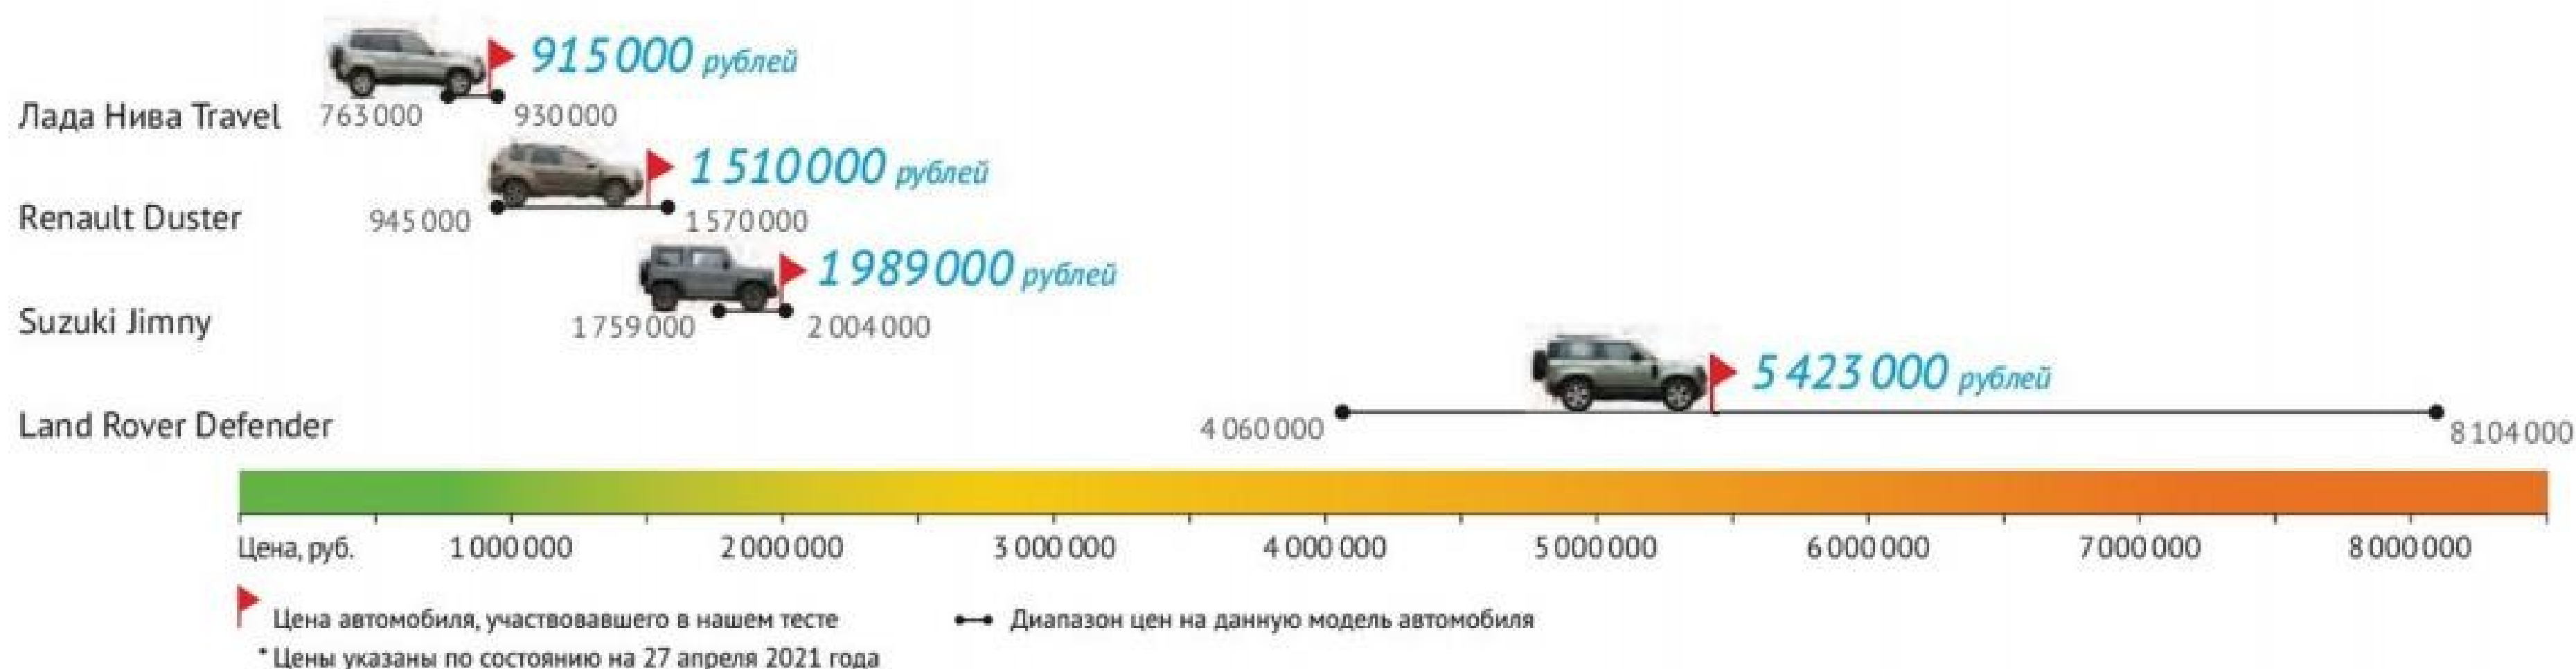 915 000 рублей
Лада Нива Travel 763 000 930 000
1 510 000 рублей
Renault Duster 945 000 1 570 000
1 989 000 рублей
Suzuki Jimny 1 759 000 2 004 000
5 423 000 рублей
Land Rover Defender 4 060 000 8 104 000
Цена, руб. 1 000 000 2 000 000 3 000 000 4 000 000 5 000 000 6 000 000 7 000 000 8 000 000
Цена автомобиля, участвовавшего в нашем тесте Диапазон цен на данную модель автомобиля
* Цены указаны по состоянию на 27 апреля 2021 года